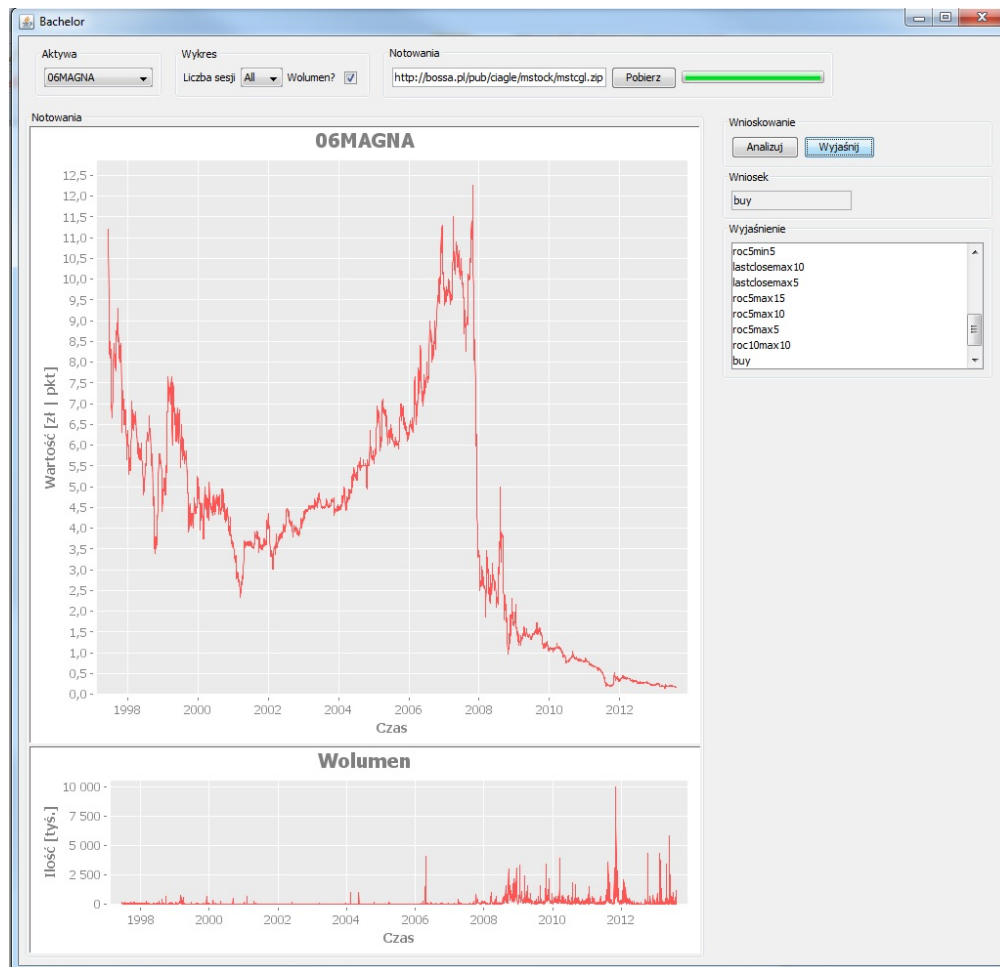 Bachelor
Aktywa
06MAGNA
Wykres
Liczba sesji All Wolumen?
Notowania
http://bossa.pl/pub/ciagle/mstock/mstcgl.zip Pobierz
Notowania
06MAGNA
12,5
12,0
11,5
11,0
10,5
10,0
9,5
9,0
8,5
8,0
7,5
7,0
6,5
6,0
5,5
5,0
4,5
4,0
3,5
3,0
2,5
2,0
1,5
1,0
0,5
0,0
Wartość [zł | pkt]
1998 2000 2002 2004 2006 2008 2010 2012
Czas
Wolumen
10 000
7 500
5 000
2 500
0
Ilość [tyś.]
1998 2000 2002 2004 2006 2008 2010 2012
Czas
Wnioskowanie
Analizuj Wyjaśnij
Wniosek
buy
Wyjaśnienie
roc5min5
lastclosemax10
lastclosemax5
roc5max15
roc5max10
roc5max5
roc10max10
buy